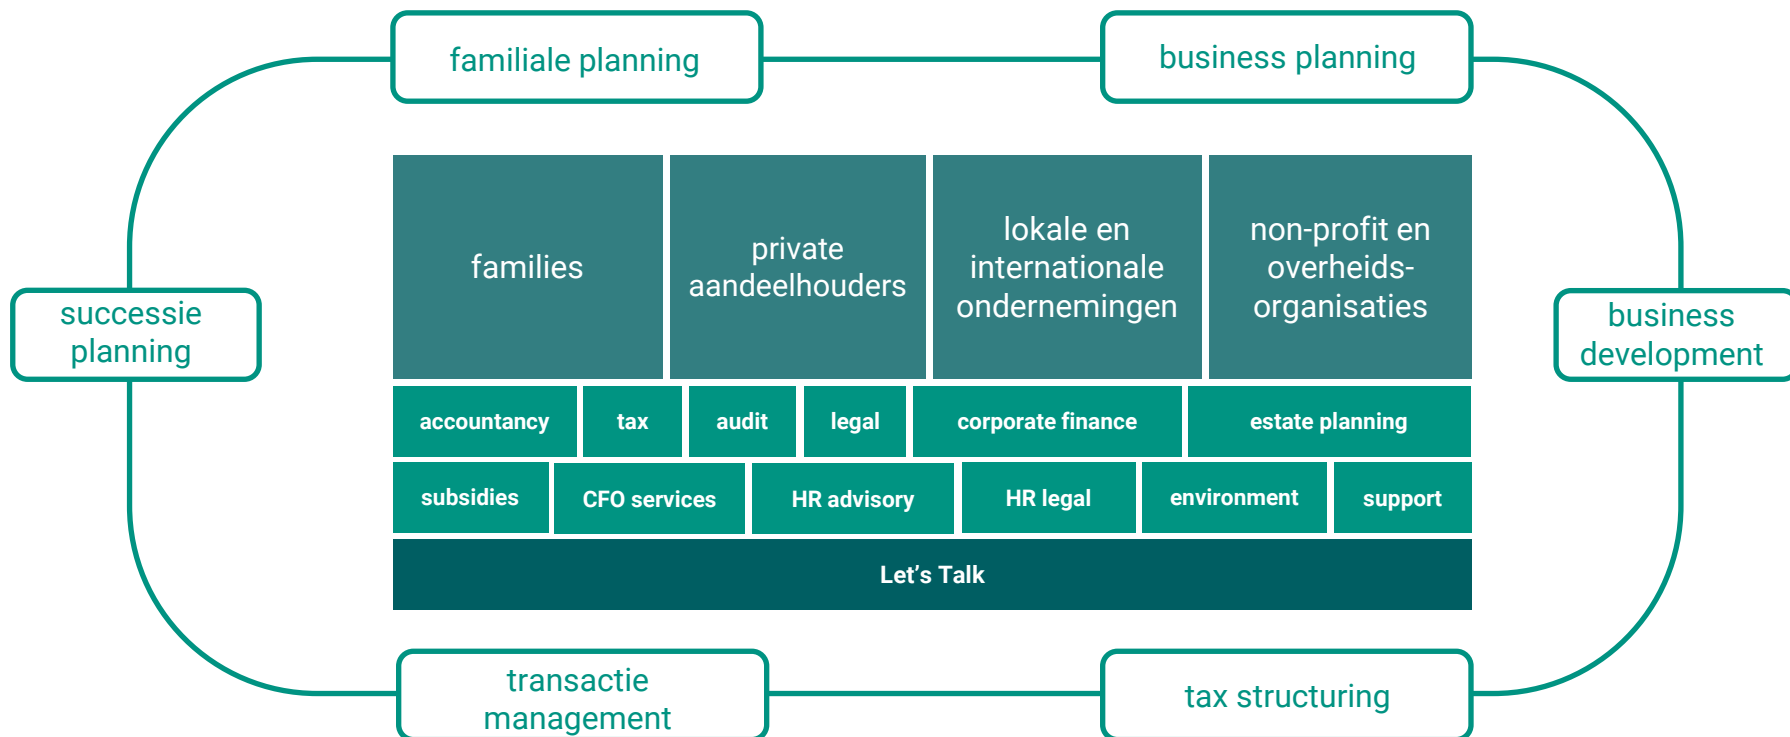 familiale planning
business planning
families
private
aandeelhouders
lokale en
internationale
ondernemingen
non-profit en
overheids-
organisaties
successie
planning
business
development
accountancy
tax
audit
legal
corporate finance
estate planning
subsidies
CFO services
HR advisory
HR legal
environment
support
Let’s Talk
transactie
management
tax structuring